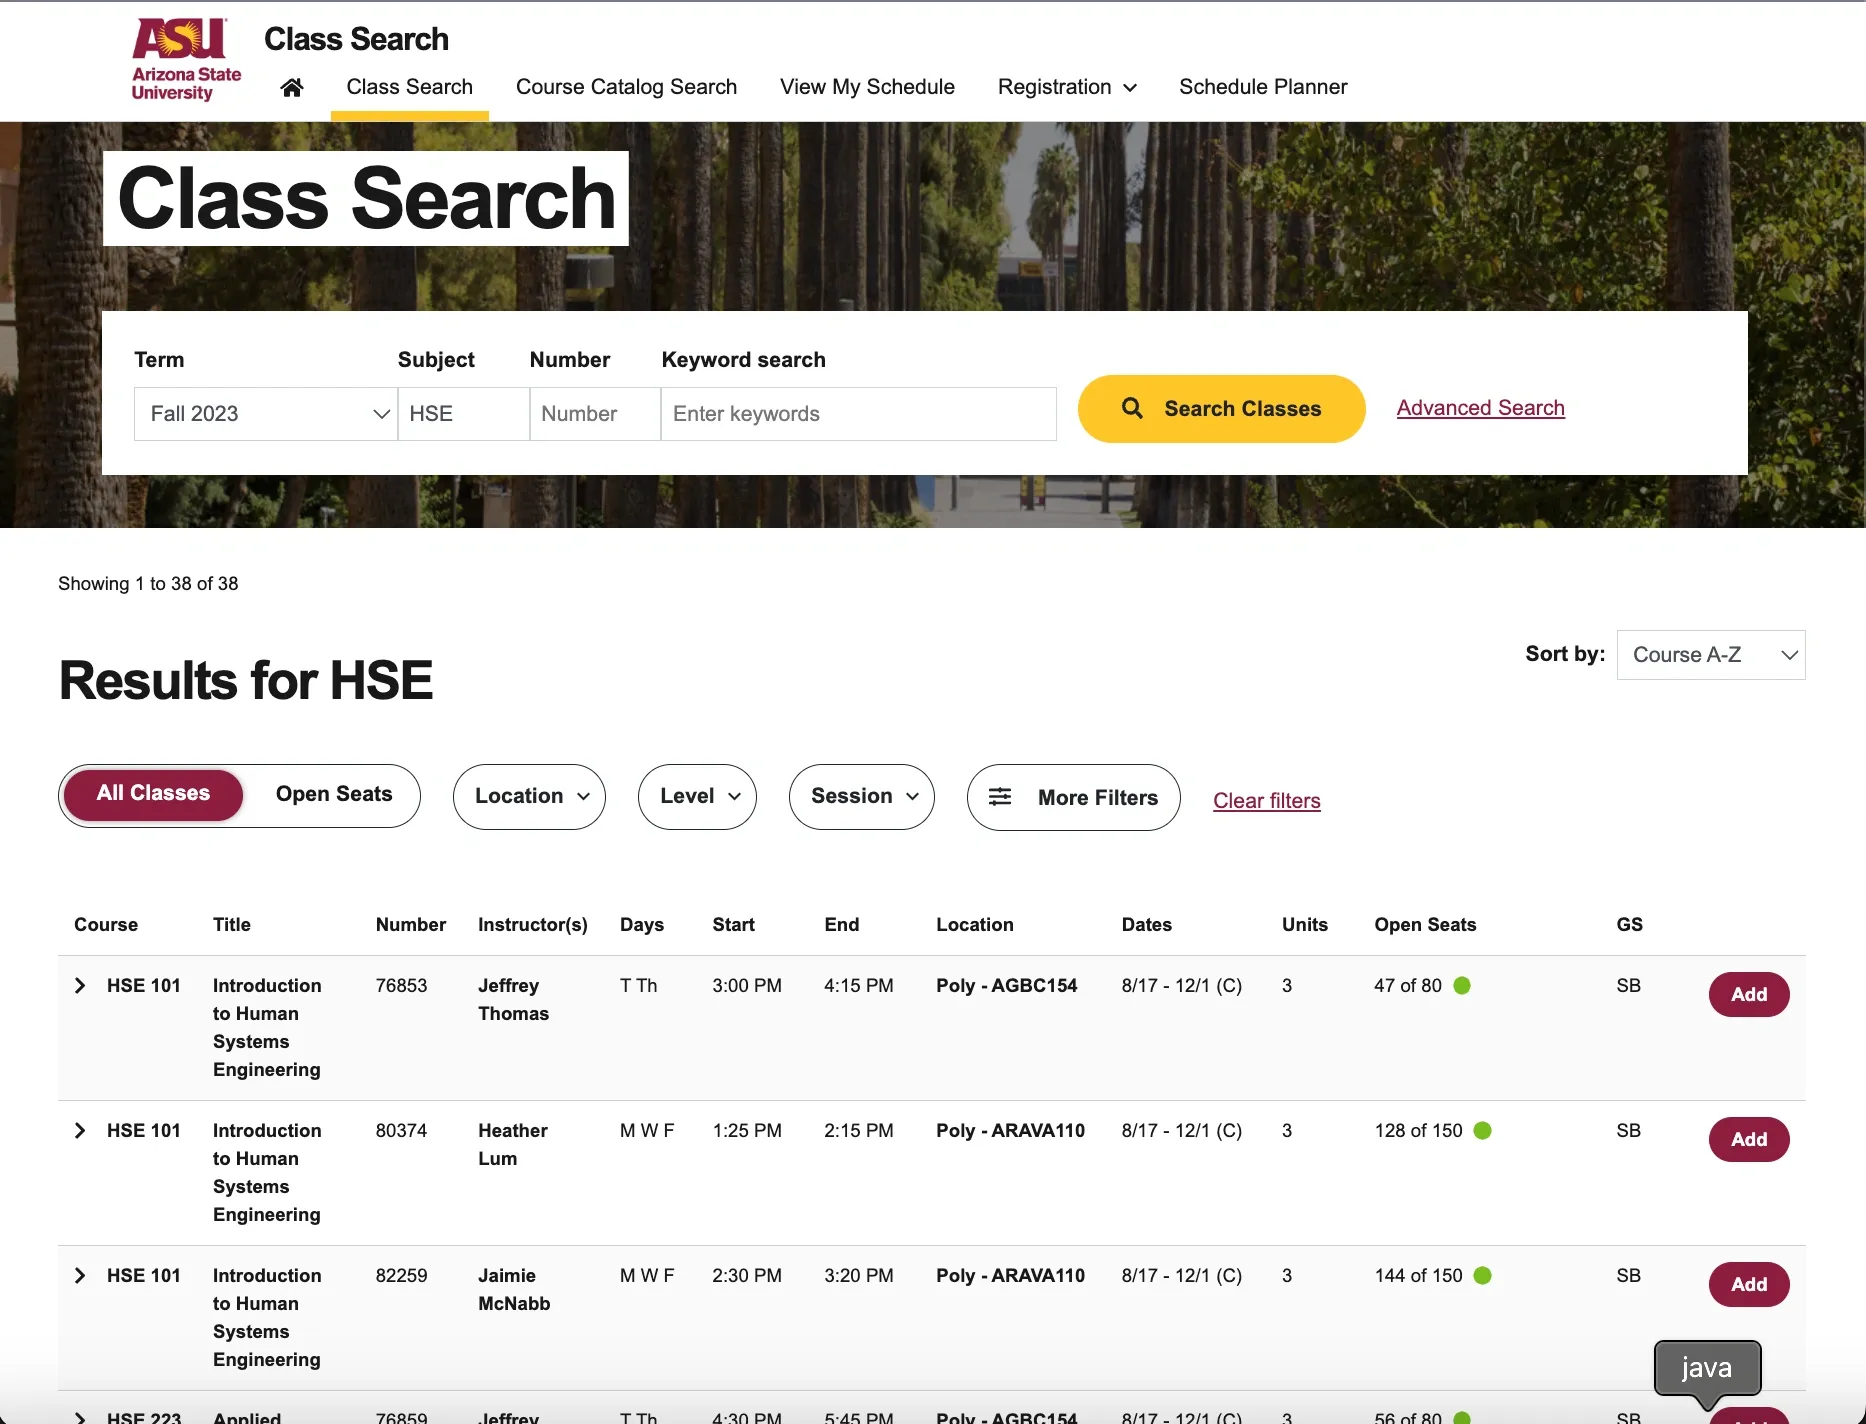 ASU
Arizona State
University
Class Search
Class Search
Course Catalog Search
View My Schedule
Registration
Schedule Planner
Class Search
Term
Subject
Number
Keyword search
Fall 2023
HSE
Number
Enter keywords
Search Classes
Advanced Search
Showing 1 to 38 of 38
Results for HSE
Sort by:
Course A-Z
All Classes
Open Seats
Location
Level
Session
More Filters
Clear filters
Course Title Number Instructor(s) Days Start End Location Dates Units Open Seats GS
HSE 101 Introduction 76853 Jeffrey T Th 3:00 PM 4:15 PM Poly - AGBC154 8/17 - 12/1 (C) 3 47 of 80 SB Add
to Human Thomas
Systems
Engineering
HSE 101 Introduction 80374 Heather M W F 1:25 PM 2:15 PM Poly - ARAVA110 8/17 - 12/1 (C) 3 128 of 150 SB Add
to Human Lum
Systems
Engineering
HSE 101 Introduction 82259 Jaimie M W F 2:30 PM 3:20 PM Poly - ARAVA110 8/17 - 12/1 (C) 3 144 of 150 SB Add
to Human McNabb
Systems
Engineering
java
HSE 223 Applied 76859 Jeffrey T Th 4:30 PM 5:45 PM Poly - AGBC154 8/17 - 12/1 (C) 3 56 of 80 SB